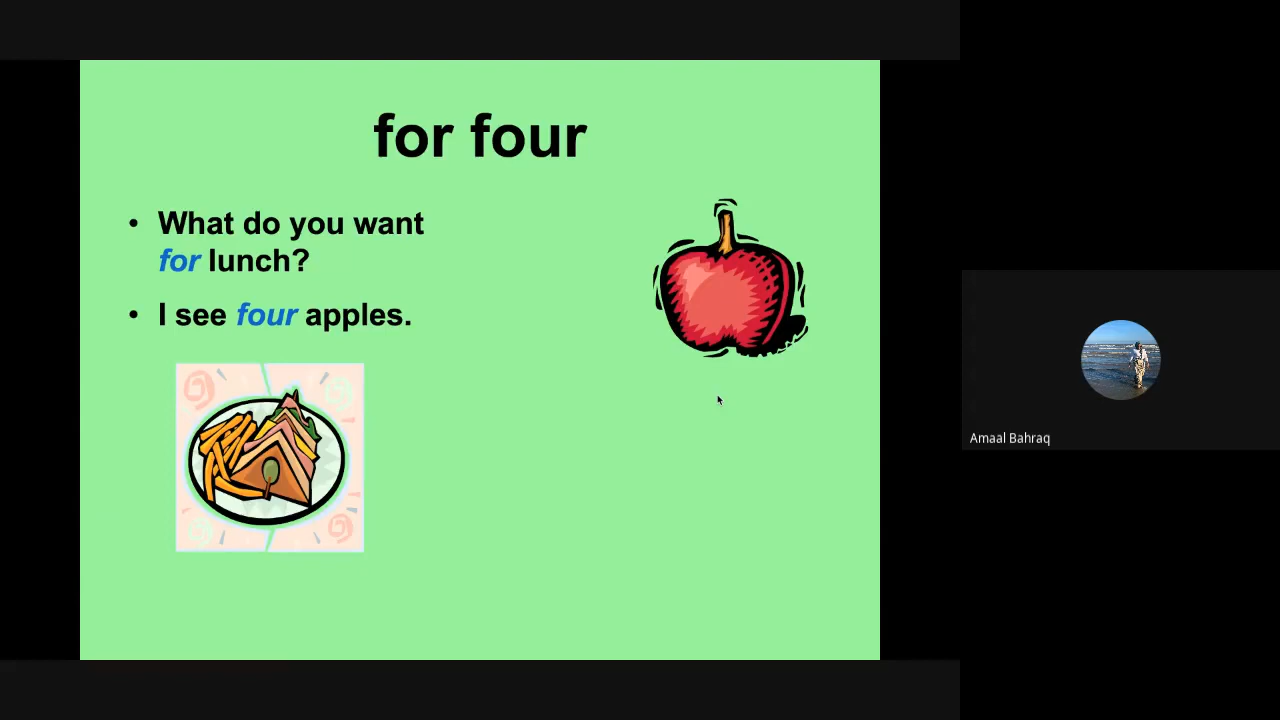 for four
• What do you want
for lunch?
• I see four apples.
Amaal Bahraq